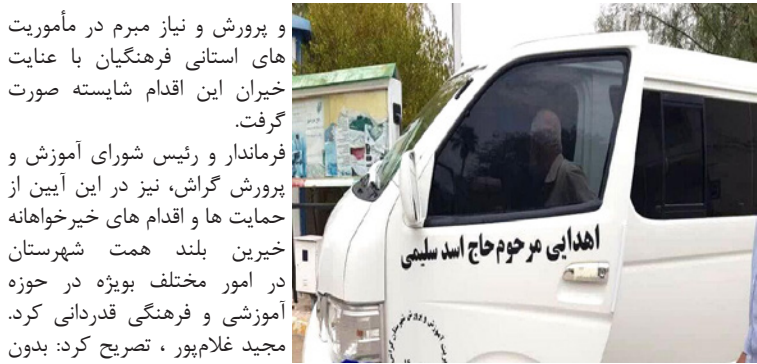 و پرورش و نیاز مبرم در مأموریت
های استانی فرهنگیان با عنایت
خیران این اقدام شایسته صورت
گرفت.
فرماندار و رئیس شورای آموزش و
پرورش گراش، نیز در این آیین از
حمایت ها و اقدام های خیرخواهانه
خیرین بلند همت شهرستان
در امور مختلف بویژه در حوزه
آموزشی و فرهنگی قدردانی کرد.
مجید غلام‌پور ، تصریح کرد: بدون
اهدایی مرحوم حاج اسد سلیمی
آموزش و پرورش شهرستان